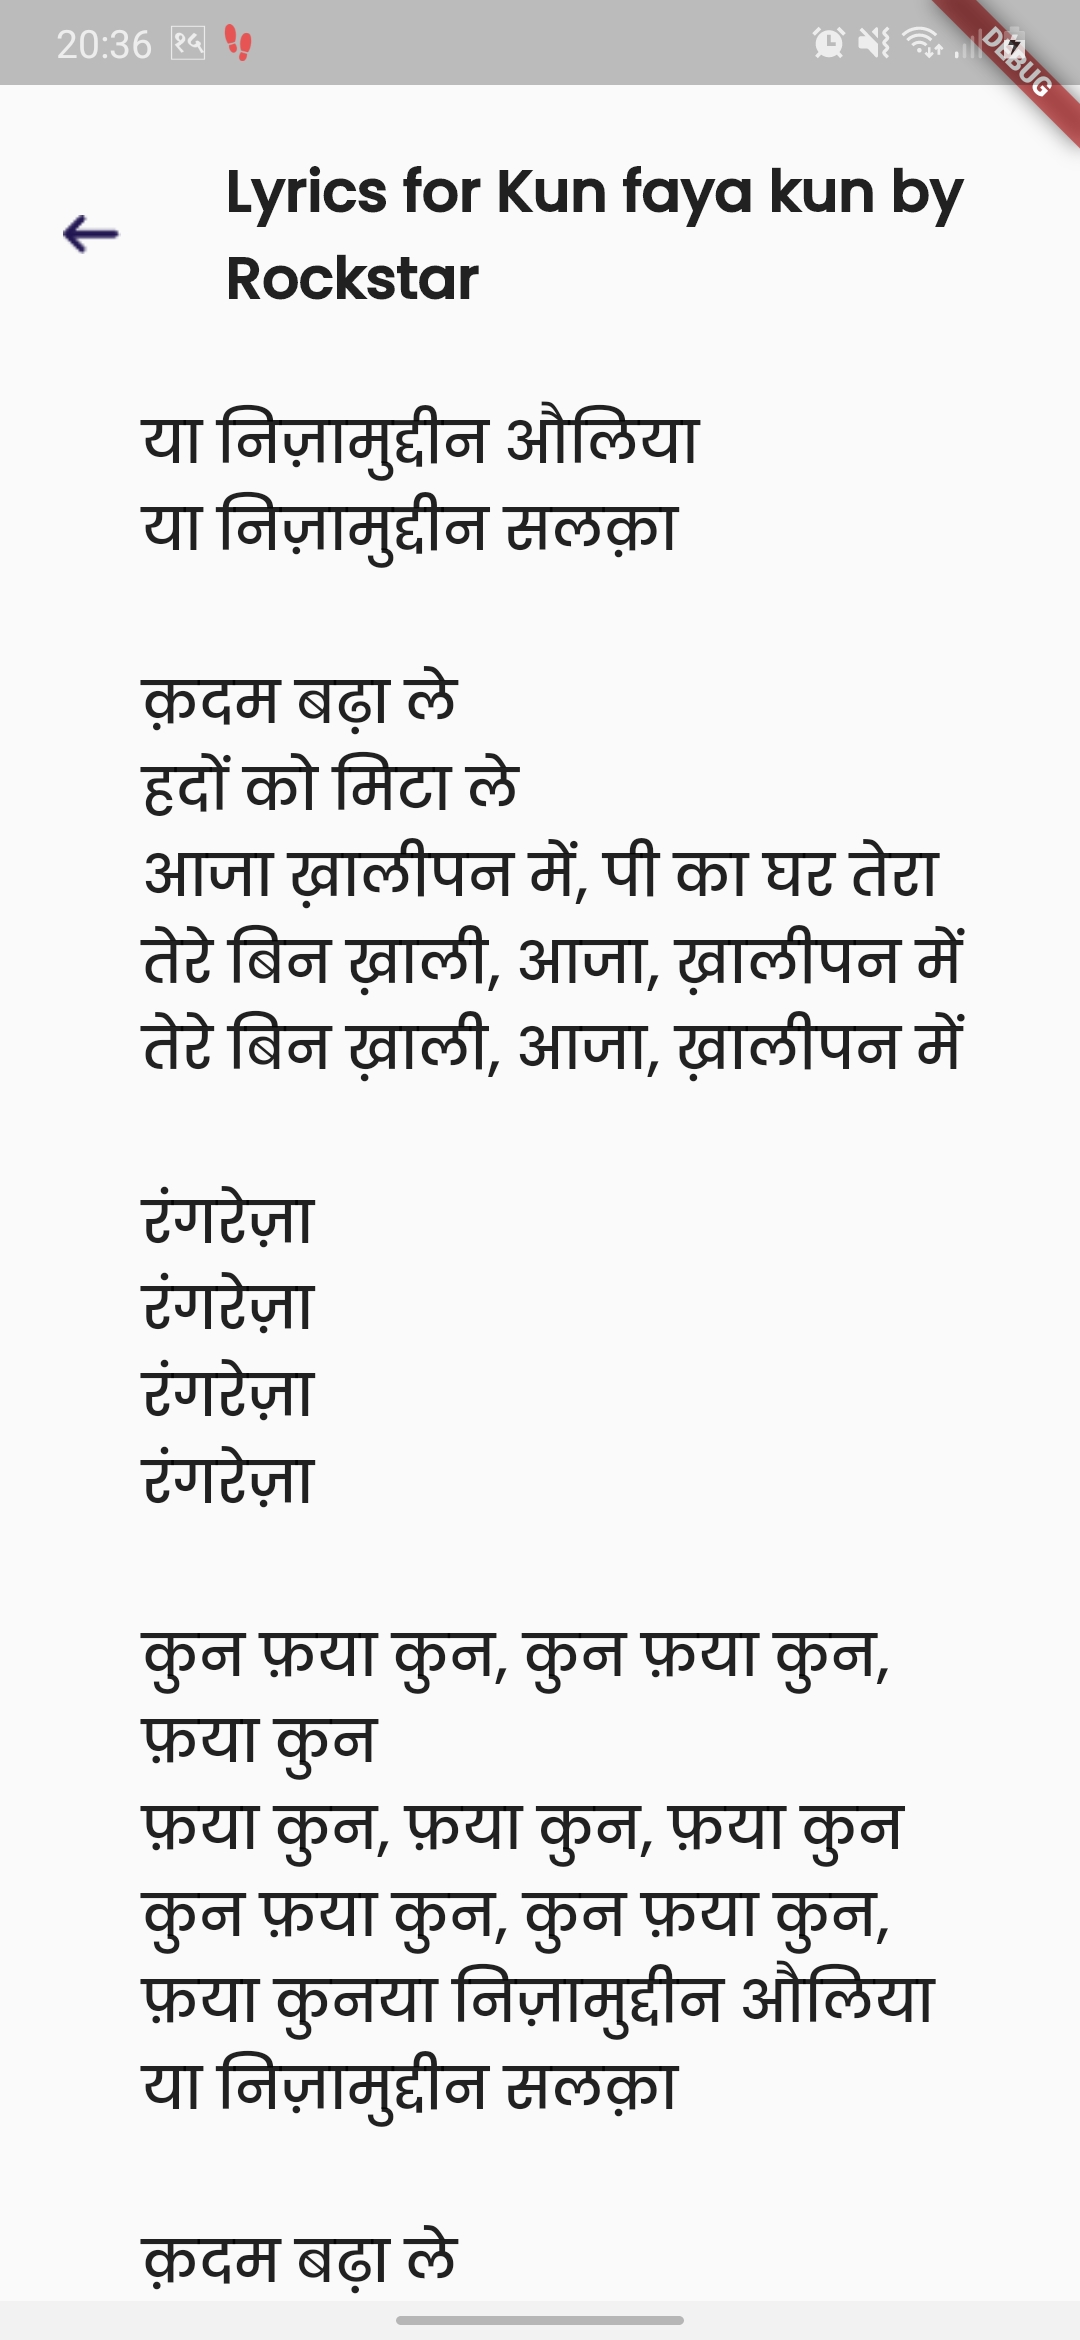 20:36 १५
DEBUG
Lyrics for Kun faya kun by
Rockstar
या निज़ामुद्दीन औलिया
या निज़ामुद्दीन सलक़ा
क़दम बढ़ा ले
हदों को मिटा ले
आजा ख़ालीपन में, पी का घर तेरा
तेरे बिन ख़ाली, आजा, ख़ालीपन में
तेरे बिन ख़ाली, आजा, ख़ालीपन में
रंगरेज़ा
रंगरेज़ा
रंगरेज़ा
रंगरेज़ा
कुन फ़या कुन, कुन फ़या कुन,
फ़या कुन
फ़या कुन, फ़या कुन, फ़या कुन
कुन फ़या कुन, कुन फ़या कुन,
फ़या कुनया निज़ामुद्दीन औलिया
या निज़ामुद्दीन सलक़ा
क़दम बढ़ा ले